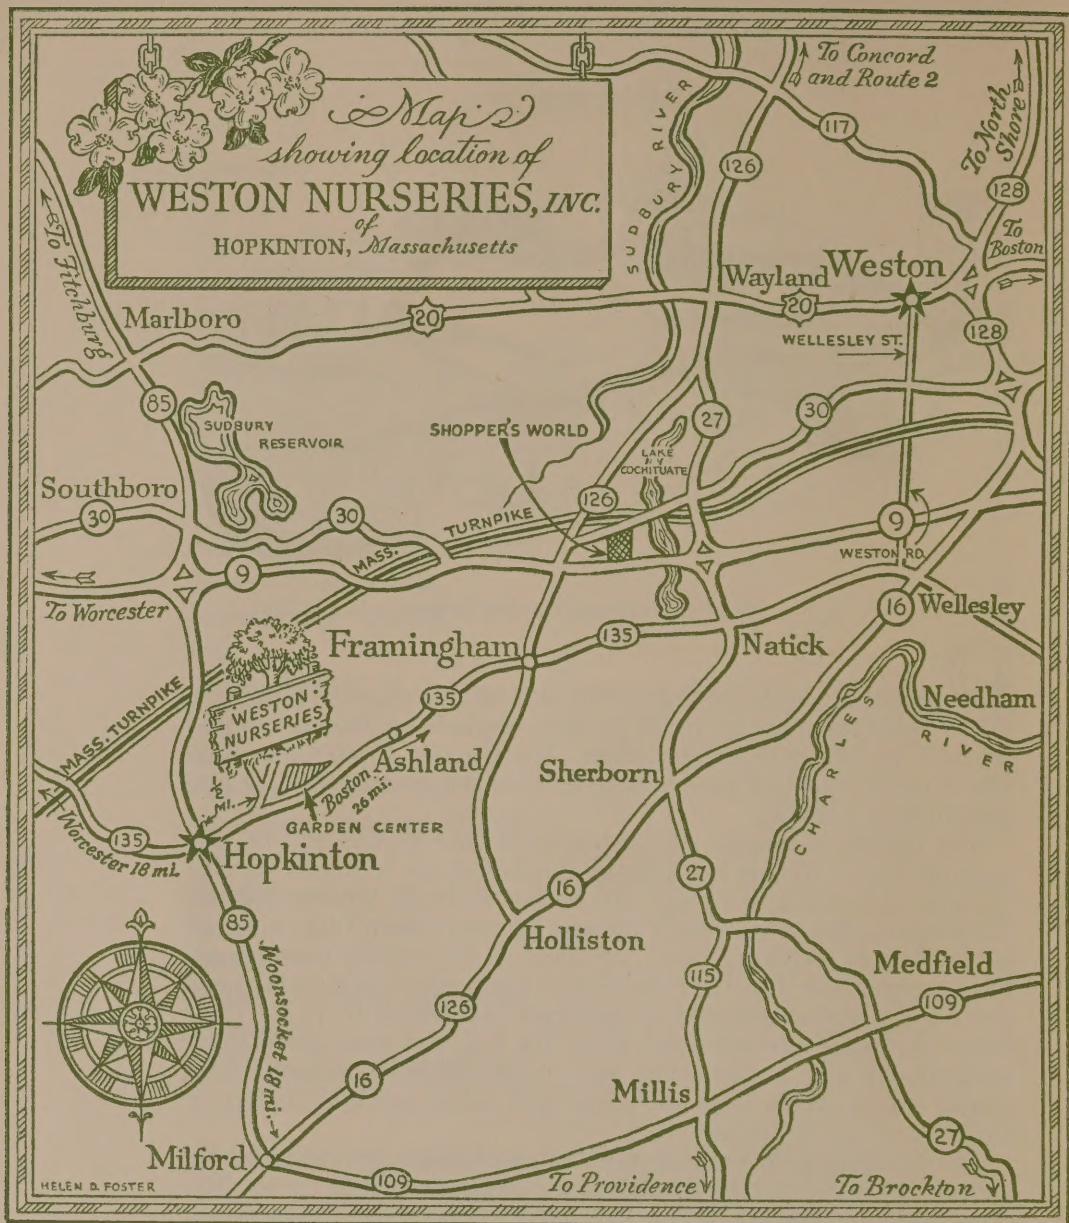 Map
showing location of
WESTON NURSERIES, INC.
of
HOPKINTON, Massachusetts
To Concord
and Route 2
To North
Shore
117
126
128
To
Boston
SUDBURY RIVER
To Fitchburg
Wayland
Weston
20
20
Marlboro
WELLESLEY ST.
128
85
SUDBURY
RESERVOIR
SHOPPER'S WORLD
27
30
LAKE
COCHITUATE
Southboro
30
30
126
MASS. TURNPIKE
9
WESTON RD.
9
To Worcester
16
Wellesley
Framingham
135
Natick
WESTON
NURSERIES
135
Needham
MASS. TURNPIKE
CHARLES RIVER
Ashland
Sherborn
1/2
MI.
Boston
26 mi.
GARDEN CENTER
135
Worcester 18 mi.
Hopkinton
27
16
85
Holliston
Woonsocket 18 mi.
115
Medfield
109
126
16
Millis
27
Milford
109
To Providence
To Brockton
HELEN D. FOSTER